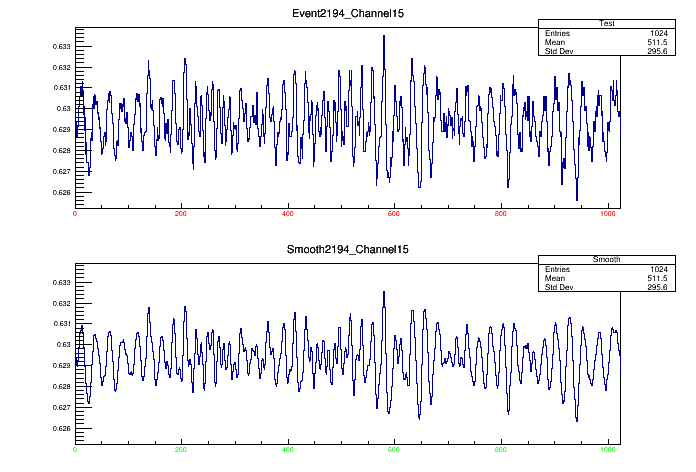 Event2194_Channel15
Test
Entries 1024
Mean 511.5
Std Dev 295.6
0.633
0.632
0.631
0.63
0.629
0.628
0.627
0.626
0 200 400 600 800 1000
Smooth2194_Channel15
Smooth
Entries 1024
Mean 511.5
Std Dev 295.6
0.633
0.632
0.631
0.63
0.629
0.628
0.627
0.626
0 200 400 600 800 1000